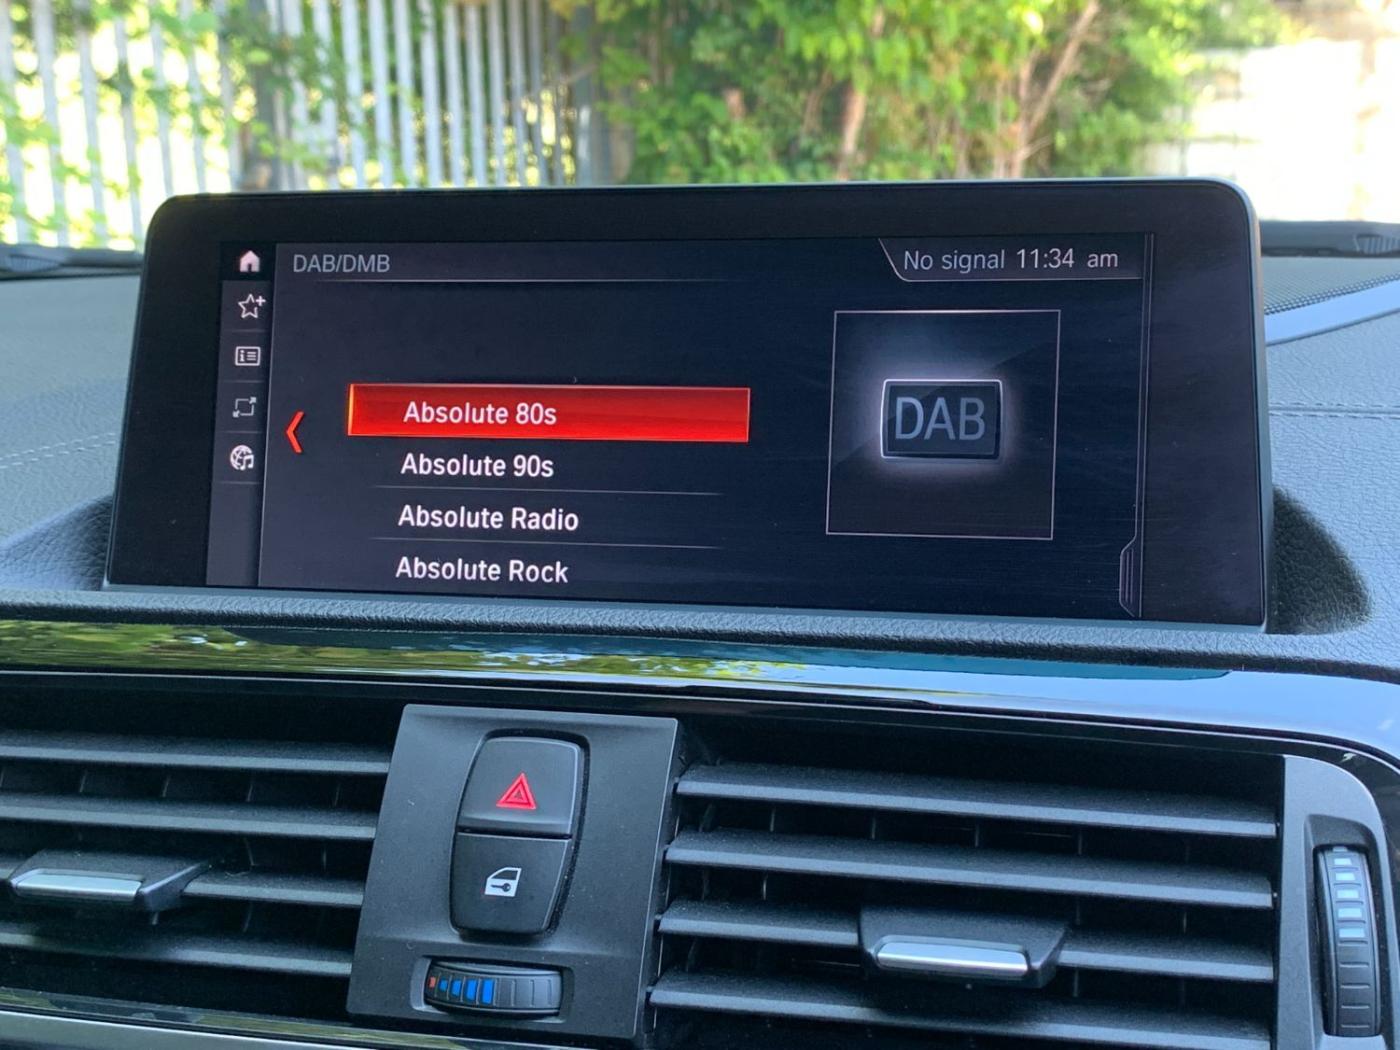 DAB/DMB
No signal 11:34 am
Absolute 80s
Absolute 90s
Absolute Radio
Absolute Rock
DAB